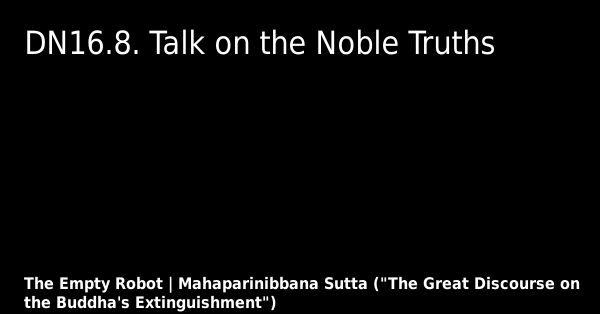 DN16.8. Talk on the Noble Truths
The Empty Robot | Mahaparinibbana Sutta ("The Great Discourse on
the Buddha's Extinguishment")